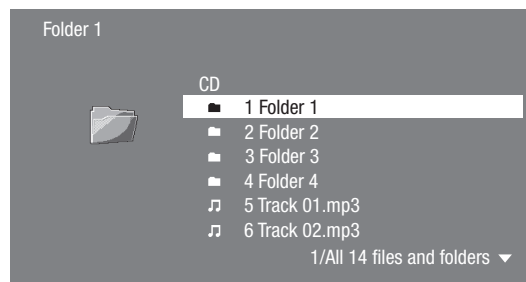 Folder 1
CD
1 Folder 1
2 Folder 2
3 Folder 3
4 Folder 4
5 Track 01.mp3
6 Track 02.mp3
1/All 14 files and folders